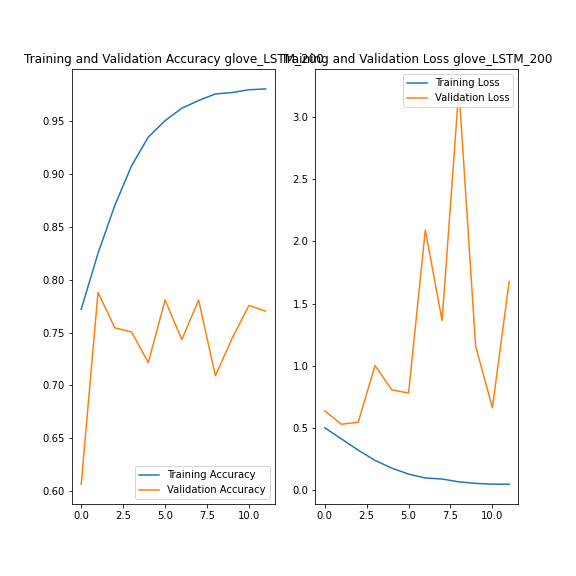 Training and Validation Accuracy glove_LSTM_200
Training and Validation Loss glove_LSTM_200
0.95
0.90
0.85
0.80
0.75
0.70
0.65
0.60
Training Accuracy
Validation Accuracy
0.0 2.5 5.0 7.5 10.0
Training Loss
Validation Loss
3.0
2.5
2.0
1.5
1.0
0.5
0.0
0.0 2.5 5.0 7.5 10.0